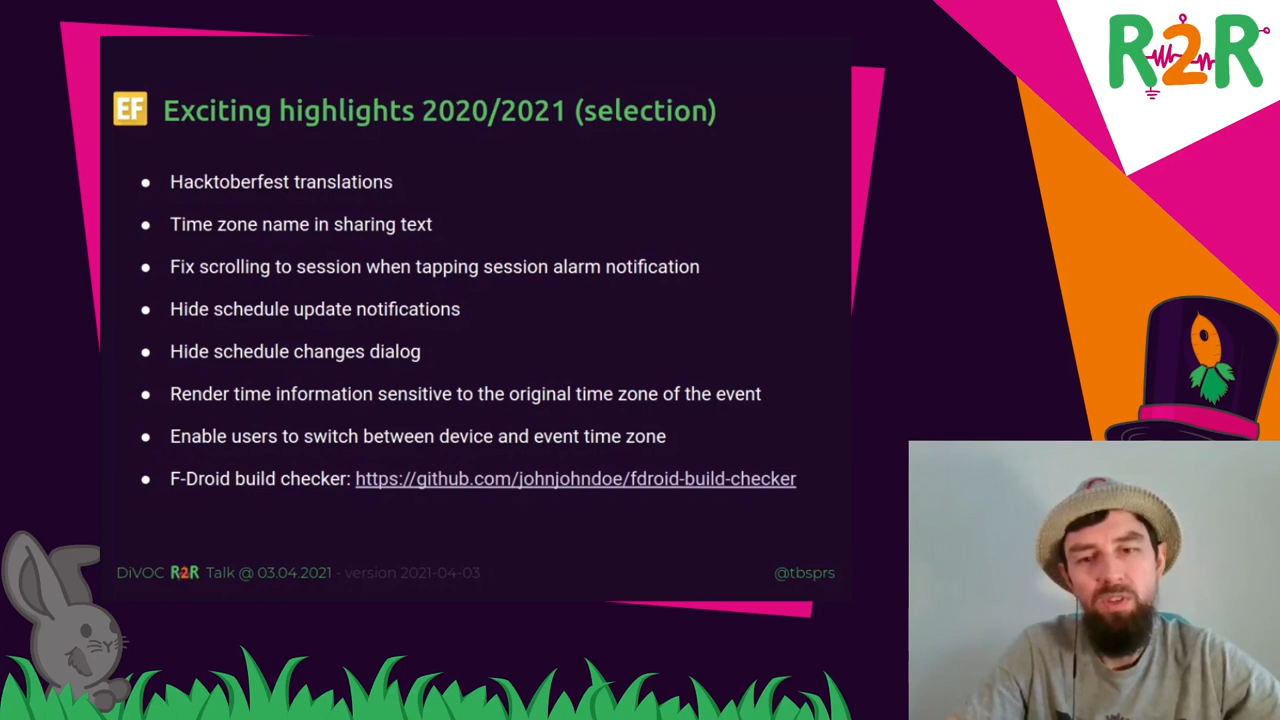 R2R
EF Exciting highlights 2020/2021 (selection)
● Hacktoberfest translations
● Time zone name in sharing text
● Fix scrolling to session when tapping session alarm notification
● Hide schedule update notifications
● Hide schedule changes dialog
● Render time information sensitive to the original time zone of the event
● Enable users to switch between device and event time zone
● F-Droid build checker: https://github.com/johnjohndoe/fdroid-build-checker
DiVOC R2R Talk @ 03.04.2021 - version 2021-04-03
@tbsprs